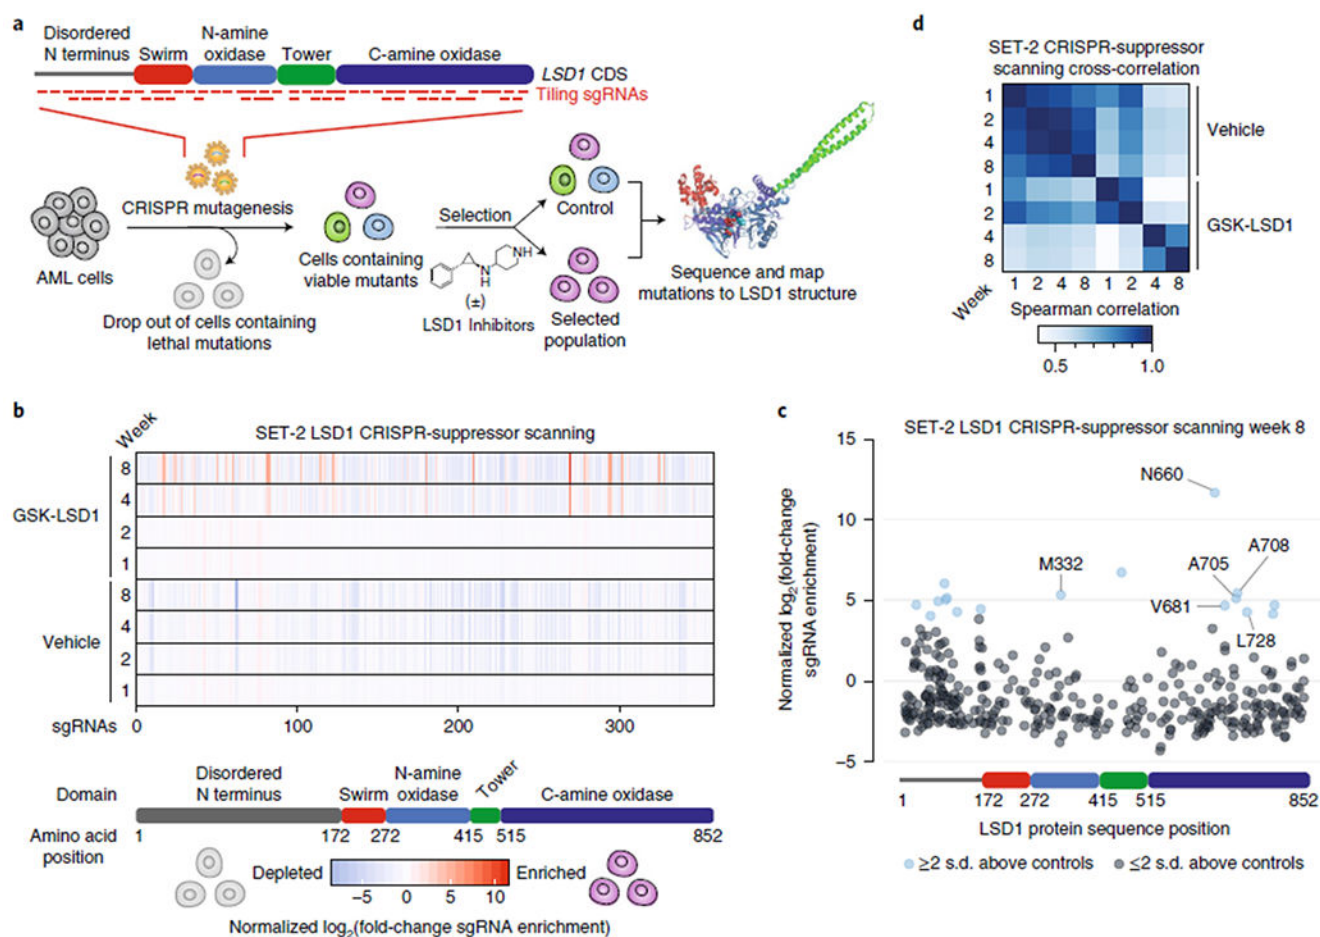 a
Disordered
N terminus
Swirm
N-amine
oxidase
Tower
C-amine oxidase
LSD1 CDS
Tiling sgRNAs
CRISPR mutagenesis
AML cells
Drop out of cells containing
lethal mutations
Cells containing
viable mutants
Selection
NH
N
H
(±)
LSD1 Inhibitors
Control
Selected
population
Sequence and map
mutations to LSD1 structure
d
SET-2 CRISPR-suppressor
scanning cross-correlation
1
2
4
8
1
2
4
8
Vehicle
GSK-LSD1
Week
1 2 4 8 1 2 4 8
Spearman correlation
0.5 1.0
b
SET-2 LSD1 CRISPR-suppressor scanning
Week
GSK-LSD1
8
4
2
1
Vehicle
8
4
2
1
sgRNAs 0 100 200 300
Domain
Disordered
N terminus
Swirm
N-amine
oxidase
Tower
C-amine oxidase
Amino acid
position
1 172 272 415 515 852
Depleted
Enriched
−5 0 5 10
Normalized log2(fold-change sgRNA enrichment)
c
SET-2 LSD1 CRISPR-suppressor scanning week 8
Normalized log2(fold-change
sgRNA enrichment)
15
10
5
0
−5
N660
M332
A705
A708
V681
L728
1 172 272 415 515 852
LSD1 protein sequence position
≥2 s.d. above controls
≤2 s.d. above controls